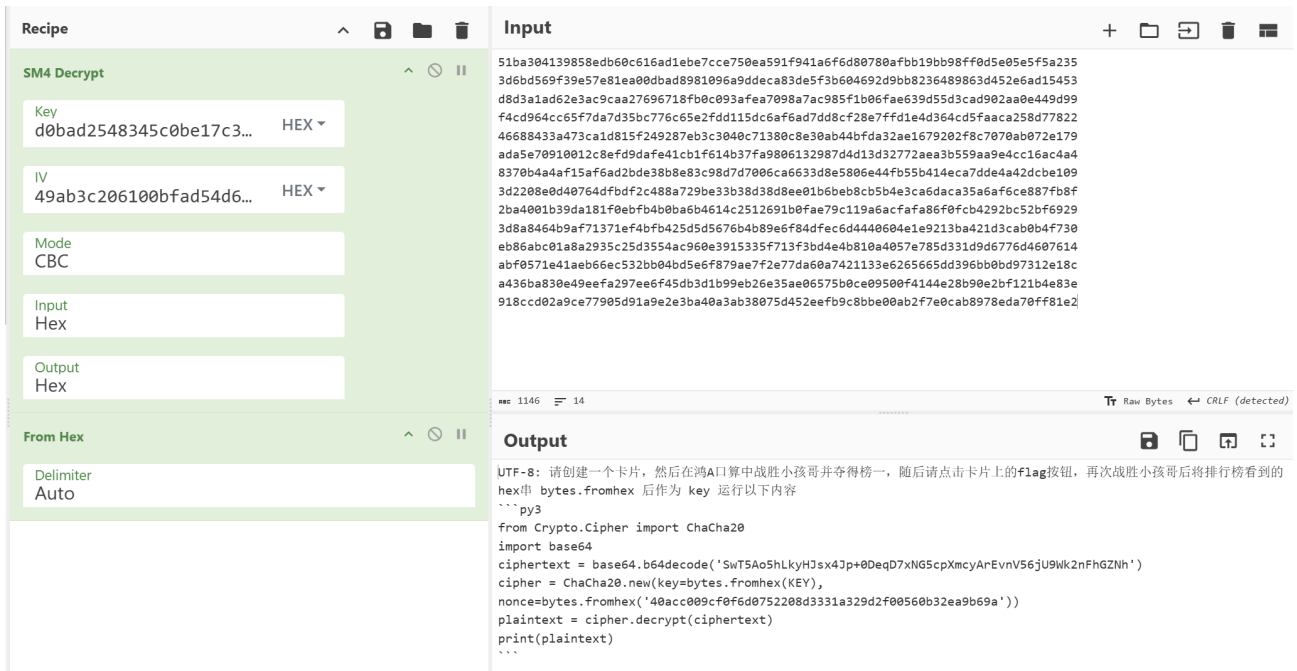 Recipe
SM4 Decrypt
Key
d0bad2548345c0be17c3...
HEX
IV
49ab3c206100bfad54d6...
HEX
Mode
CBC
Input
Hex
Output
Hex
From Hex
Delimiter
Auto
Input
51ba304139858edb60c616ad1ebe7cce750ea591f941a6f6d80780afbb19bb98ff0d5e05e5f5a235
3d6bd569f39e57e81ea00dbad8981096a9ddeca83de5f3b604692d9bb8236489863d452e6ad15453
d8d3a1ad62e3ac9caa27696718fb0c093afea7098a7ac985f1b06fae639d55d3cad902aa0e449d99
f4cd964cc65f7da7d35bc776c65e2fdd115dc6af6ad7dd8cf28e7ffd1e4d364cd5faaca258d77822
46688433a473ca1d815f249287eb3c3040c71380c8e30ab44bfda32ae1679202f8c7070ab072e179
ada5e70910012c8efd9dafe41cb1f614b37fa9806132987d4d13d32772aea3b559aa9e4cc16ac4a4
8370b4a4af15af6ad2bde38b8e83c98d7d7006ca6633d8e5806e44fb55b414eca7dde4a42dcbe109
3d2208e0d40764dfbdf2c488a729be33b38d38d8ee01b6beb8cb5b4e3ca6daca35a6af6ce887fb8f
2ba4001b39da181f0ebfb4b0ba6b4614c2512691b0fae79c119a6acfafa86f0fcb4292bc52bf6929
3d8a8464b9af71371ef4bfb425d5d5676b4b89e6f84dfec6d4440604e1e9213ba421d3cab0b4f730
eb86abc01a8a2935c25d3554ac960e3915335f713f3bd4e4b810a4057e785d331d9d6776d4607614
abf0571e41aeb66ec532bb04bd5e6f879ae7f2e77da60a7421133e6265665dd396bb0bd97312e18c
a436ba830e49eefa297ee6f45db3d1b99eb26e35ae06575b0ce09500f4144e28b90e2bf121b4e83e
918ccd02a9ce77905d91a9e2e3ba40a3ab38075d452eefb9c8bbe00ab2f7e0cab8978eda70ff81e2
ABC 1146 14
Tт Raw Bytes CRLF (detected)
Output
UTF-8: 请创建一个卡片，然后在鸿A口算中战胜小孩哥并夺得榜一，随后请点击卡片上的flag按钮，再次战胜小孩哥后将排行榜看到的
hex串 bytes.fromhex 后作为 key 运行以下内容
```py3
from Crypto.Cipher import ChaCha20
import base64
ciphertext = base64.b64decode('SwT5Ao5hLkyHJsx4Jp+0DeqD7xNG5cpXmcyArEvnV56jU9Wk2nFhGZNh')
cipher = ChaCha20.new(key=bytes.fromhex(KEY),
nonce=bytes.fromhex('40acc009cf0f6d0752208d3331a329d2f00560b32ea9b69a'))
plaintext = cipher.decrypt(ciphertext)
print(plaintext)
```